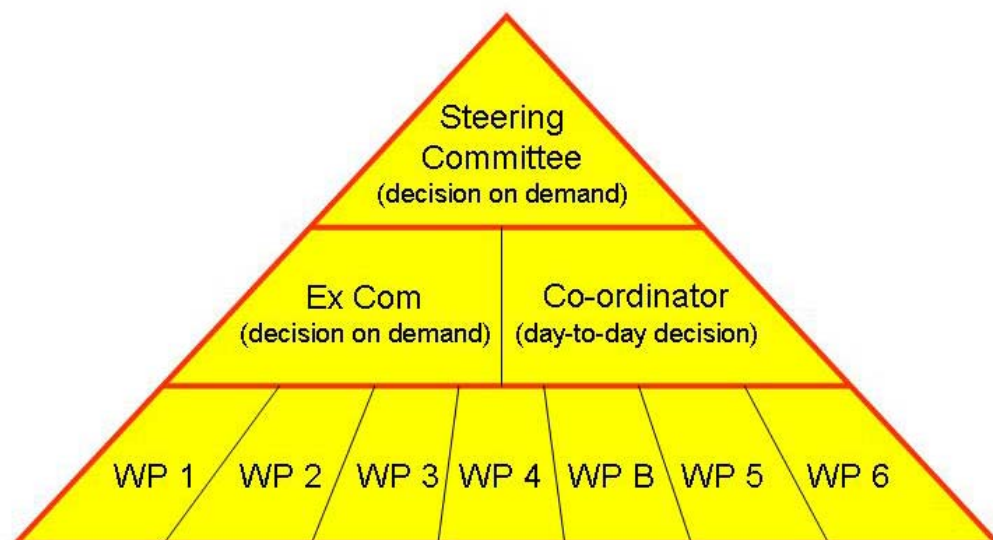 Steering
Committee
(decision on demand)
Ex Com
(decision on demand)
Co-ordinator
(day-to-day decision)
WP 1
WP 2
WP 3
WP 4
WP B
WP 5
WP 6